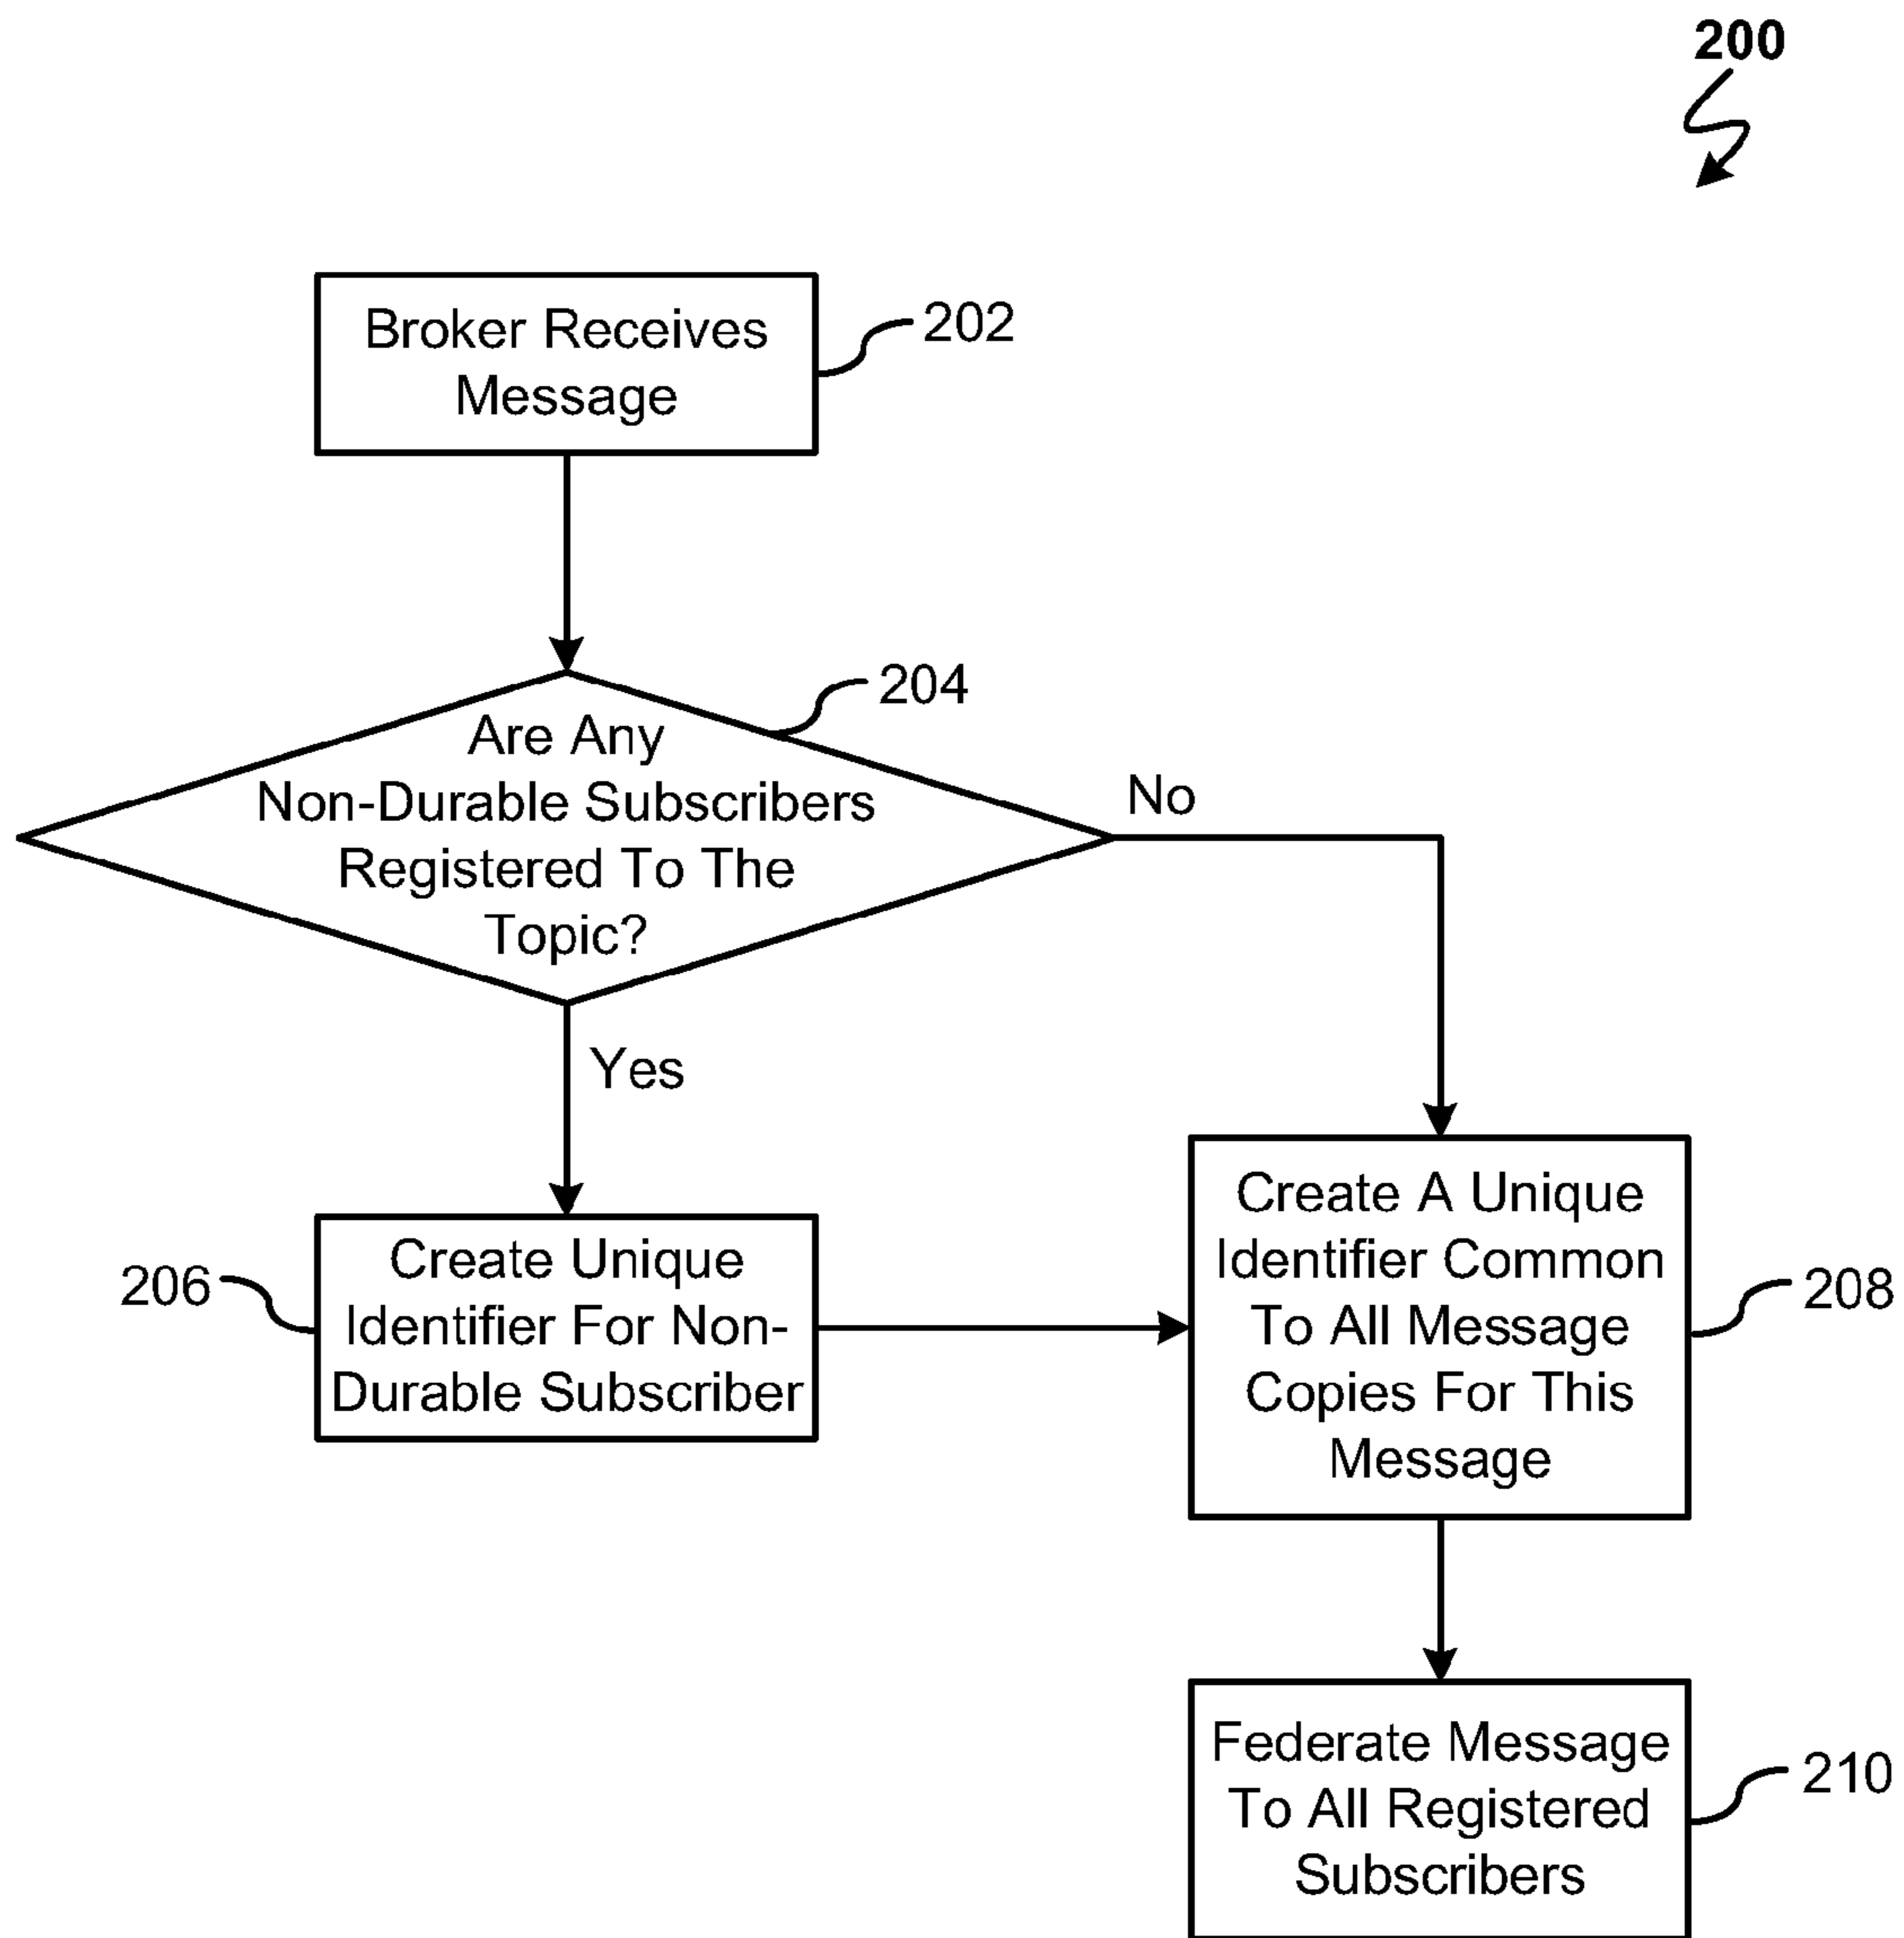 200
Broker Receives
Message
202
204
Are Any
Non-Durable Subscribers
Registered To The
Topic?
No
Yes
206
Create Unique
Identifier For Non-
Durable Subscriber
Create A Unique
Identifier Common
To All Message
Copies For This
Message
208
Federate Message
To All Registered
Subscribers
210